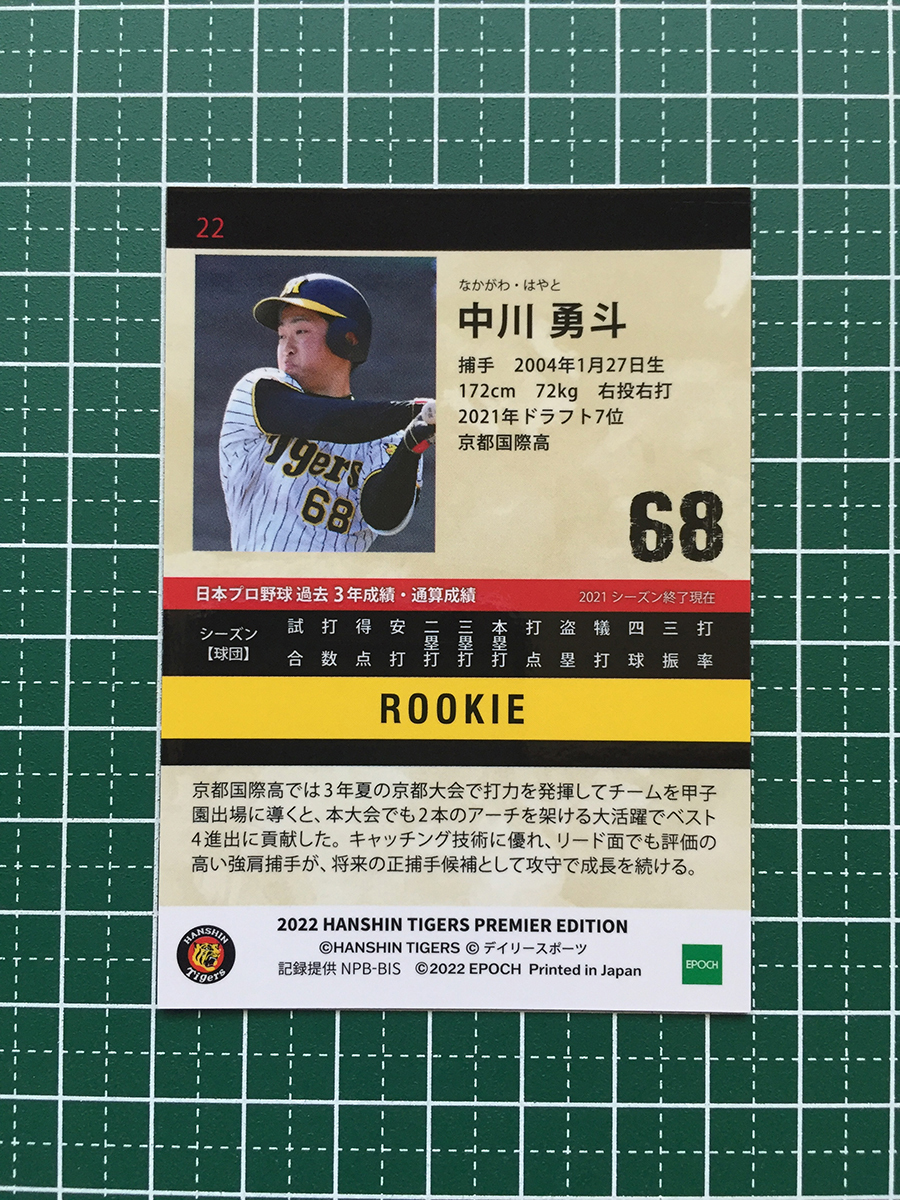 22
なかがわ・はやと
中川 勇斗
捕手 2004年1月27日生
172cm 72kg 右投右打
2021年ドラフト7位
京都国際高
Tigers
68
68
日本プロ野球 過去 3 年成績・通算成績 2021 シーズン終了現在
シーズン【球団】 試合 打数 得点 安打 二塁打 三塁打 本塁打 打点 盗塁 犠打 四球 三振 打率
ROOKIE
京都国際高では3年夏の京都大会で打力を発揮してチームを甲子
園出場に導くと、本大会でも2本のアーチを架ける大活躍でベスト
4進出に貢献した。キャッチング技術に優れ、リード面でも評価の
高い強肩捕手が、将来の正捕手候補として攻守で成長を続ける。
HANSHIN
Tigers
2022 HANSHIN TIGERS PREMIER EDITION
©HANSHIN TIGERS © デイリースポーツ
記録提供 NPB-BIS ©2022 EPOCH Printed in Japan
EPOCH